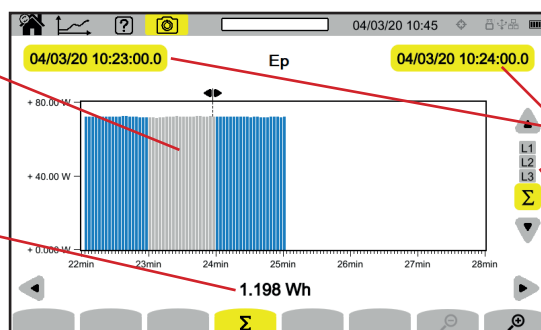 ? 04/03/20 10:45
04/03/20 10:23:00.0 Ep 04/03/20 10:24:00.0
+ 80.00 W
+ 40.00 W
+ 0.000 W
22min 23min 24min 25min 26min 27min 28min
L1
L2
L3
Σ
1.198 Wh
Σ